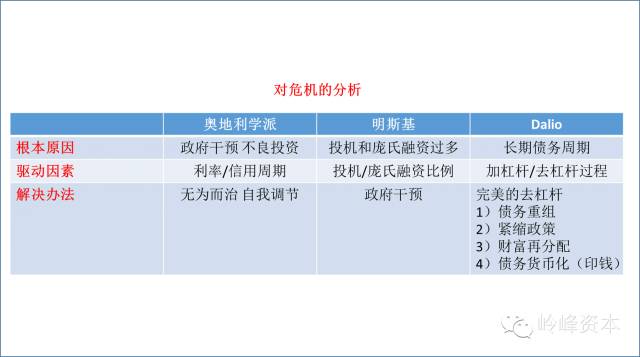 对危机的分析
奥地利学派 明斯基 Dalio
根本原因 政府干预 不良投资 投机和庞氏融资过多 长期债务周期
驱动因素 利率/信用周期 投机/庞氏融资比例 加杠杆/去杠杆过程
解决办法 无为而治 自我调节 政府干预 完美的去杠杆
1）债务重组
2）紧缩政策
3）财富再分配
4）债务货币化（印钱）
岭峰资本